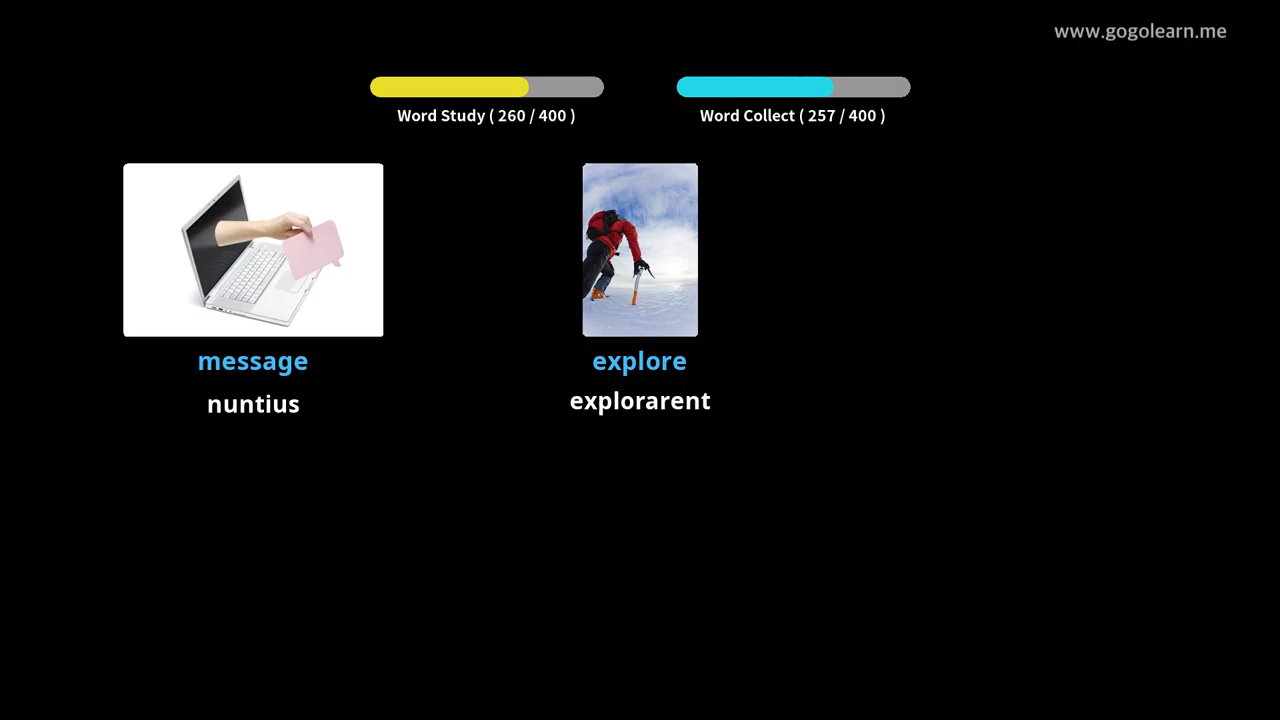 www.gogolearn.me
Word Study ( 260 / 400 )
Word Collect ( 257 / 400 )
message
nuntius
explore
explorarent